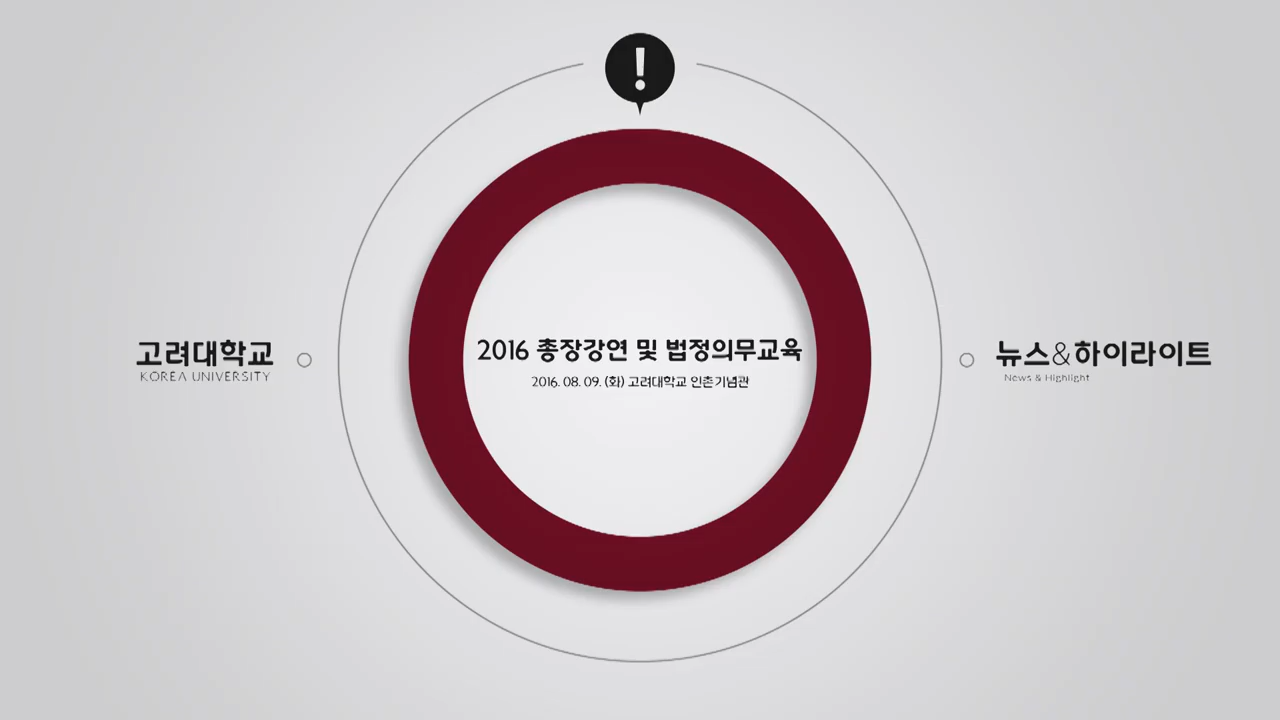 !
고려대학교
KOREA UNIVERSITY
2016 총장강연 및 법정의무교육
2016. 08. 09. (화) 고려대학교 인촌기념관
뉴스&하이라이트
News & Highlight